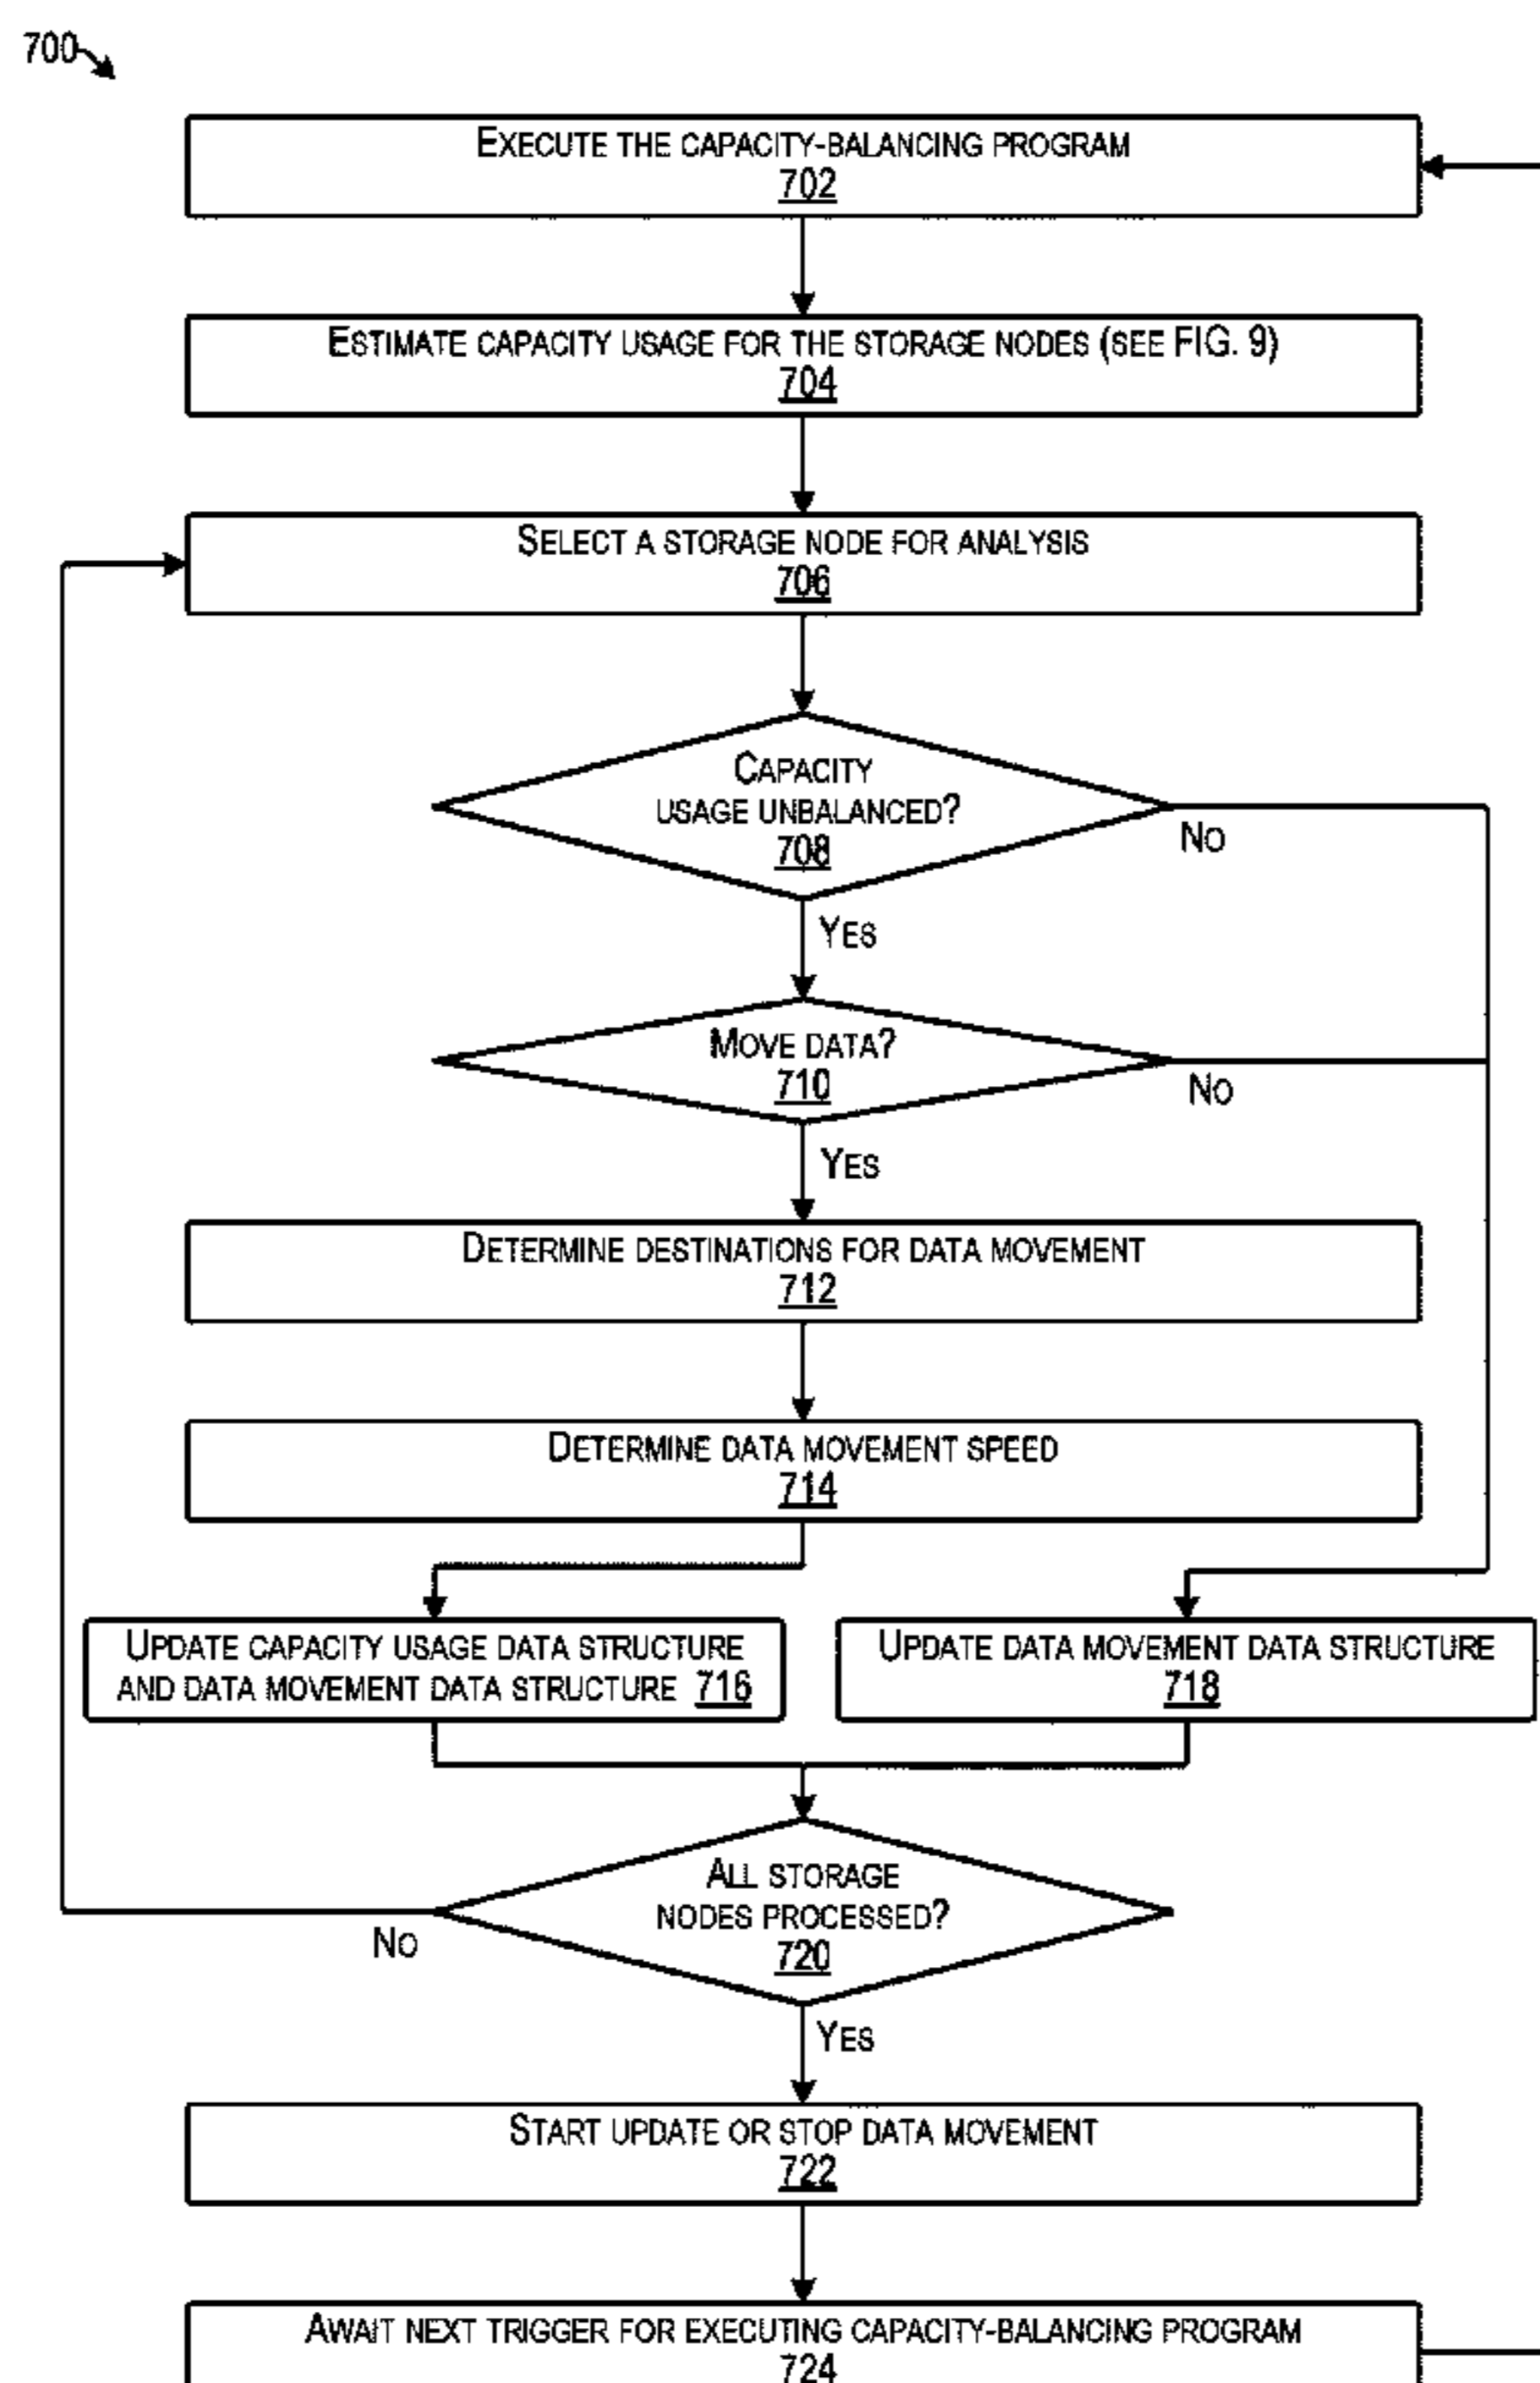 700
EXECUTE THE CAPACITY-BALANCING PROGRAM
702
ESTIMATE CAPACITY USAGE FOR THE STORAGE NODES (SEE FIG. 9)
704
SELECT A STORAGE NODE FOR ANALYSIS
706
CAPACITY
USAGE UNBALANCED?
708
NO
YES
MOVE DATA?
710
NO
YES
DETERMINE DESTINATIONS FOR DATA MOVEMENT
712
DETERMINE DATA MOVEMENT SPEED
714
UPDATE CAPACITY USAGE DATA STRUCTURE
AND DATA MOVEMENT DATA STRUCTURE 716
UPDATE DATA MOVEMENT DATA STRUCTURE
718
ALL STORAGE
NODES PROCESSED?
720
NO
YES
START UPDATE OR STOP DATA MOVEMENT
722
AWAIT NEXT TRIGGER FOR EXECUTING CAPACITY-BALANCING PROGRAM
724